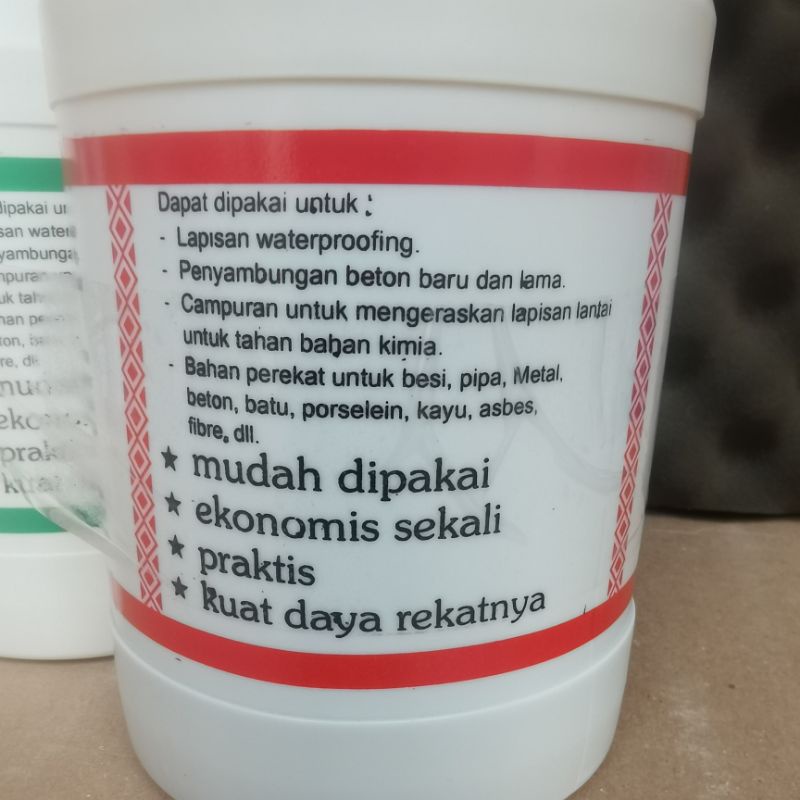 Dapat dipakai untuk :
- Lapisan waterproofing.
- Penyambungan beton baru dan lama.
- Campuran untuk mengeraskan lapisan lantai
untuk tahan bahan kimia.
- Bahan perekat untuk besi, pipa, Metal,
beton, batu, porselein, kayu, asbes,
fibre, dll.
★ mudah dipakai
★ ekonomis sekali
★ praktis
★ kuat daya rekatnya